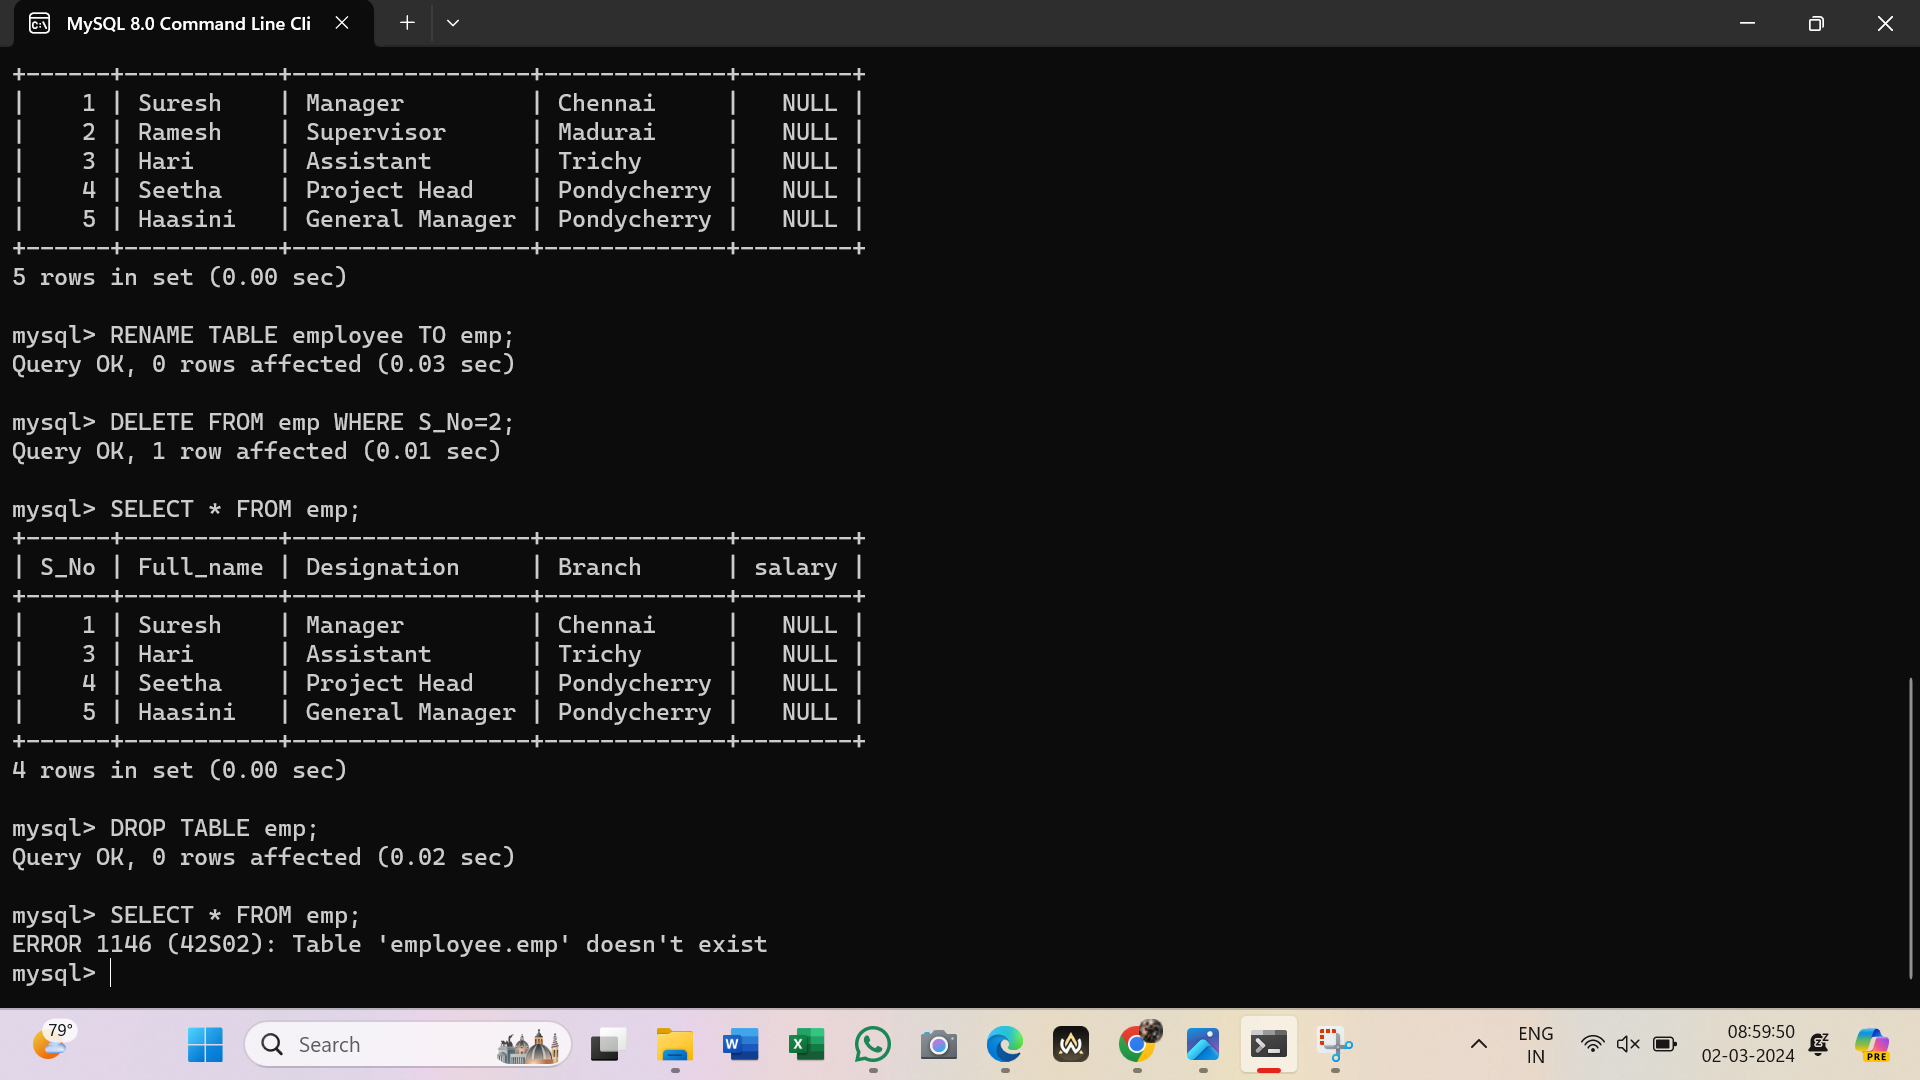 MySQL 8.0 Command Line Cli
+------+-----------+-----------------+-------------+--------+
|    1 | Suresh    | Manager         | Chennai     |   NULL |
|    2 | Ramesh    | Supervisor      | Madurai     |   NULL |
|    3 | Hari      | Assistant       | Trichy      |   NULL |
|    4 | Seetha    | Project Head    | Pondycherry |   NULL |
|    5 | Haasini   | General Manager | Pondycherry |   NULL |
+------+-----------+-----------------+-------------+--------+
5 rows in set (0.00 sec)

mysql> RENAME TABLE employee TO emp;
Query OK, 0 rows affected (0.03 sec)

mysql> DELETE FROM emp WHERE S_No=2;
Query OK, 1 row affected (0.01 sec)

mysql> SELECT * FROM emp;
+------+-----------+-----------------+-------------+--------+
| S_No | Full_name | Designation     | Branch      | salary |
+------+-----------+-----------------+-------------+--------+
|    1 | Suresh    | Manager         | Chennai     |   NULL |
|    3 | Hari      | Assistant       | Trichy      |   NULL |
|    4 | Seetha    | Project Head    | Pondycherry |   NULL |
|    5 | Haasini   | General Manager | Pondycherry |   NULL |
+------+-----------+-----------------+-------------+--------+
4 rows in set (0.00 sec)

mysql> DROP TABLE emp;
Query OK, 0 rows affected (0.02 sec)

mysql> SELECT * FROM emp;
ERROR 1146 (42S02): Table 'employee.emp' doesn't exist
mysql>
79°
Search
ENG
IN
08:59:50
02-03-2024
PRE